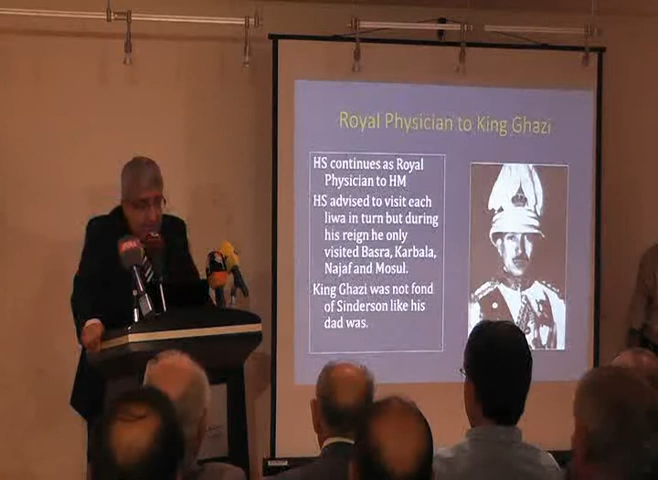 Royal Physician to King Ghazi
HS continues as Royal
Physician to HM
HS advised to visit each
liwa in turn but during
his reign he only
visited Basra, Karbala,
Najaf and Mosul.
King Ghazi was not fond
of Sinderson like his
dad was.